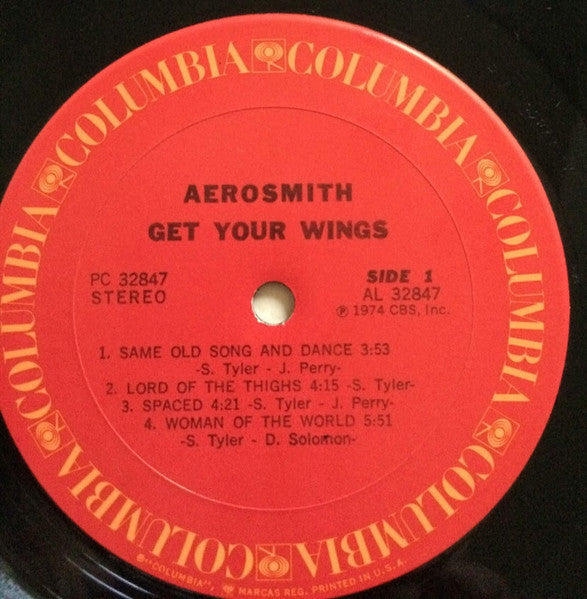 COLUMBIA COLUMBIA COLUMBIA COLUMBIA COLUMBIA COLUMBIA
AEROSMITH
GET YOUR WINGS
PC 32847
STEREO
SIDE 1
AL 32847
℗ 1974 CBS, Inc.
1. SAME OLD SONG AND DANCE 3:53
-S. Tyler - J. Perry-
2. LORD OF THE THIGHS 4:15 -S. Tyler-
3. SPACED 4:21 -S. Tyler - J. Perry-
4. WOMAN OF THE WORLD 5:51
-S. Tyler - D. Solomon-
®"COLUMBIA", MARCAS REG. PRINTED IN U.S.A.